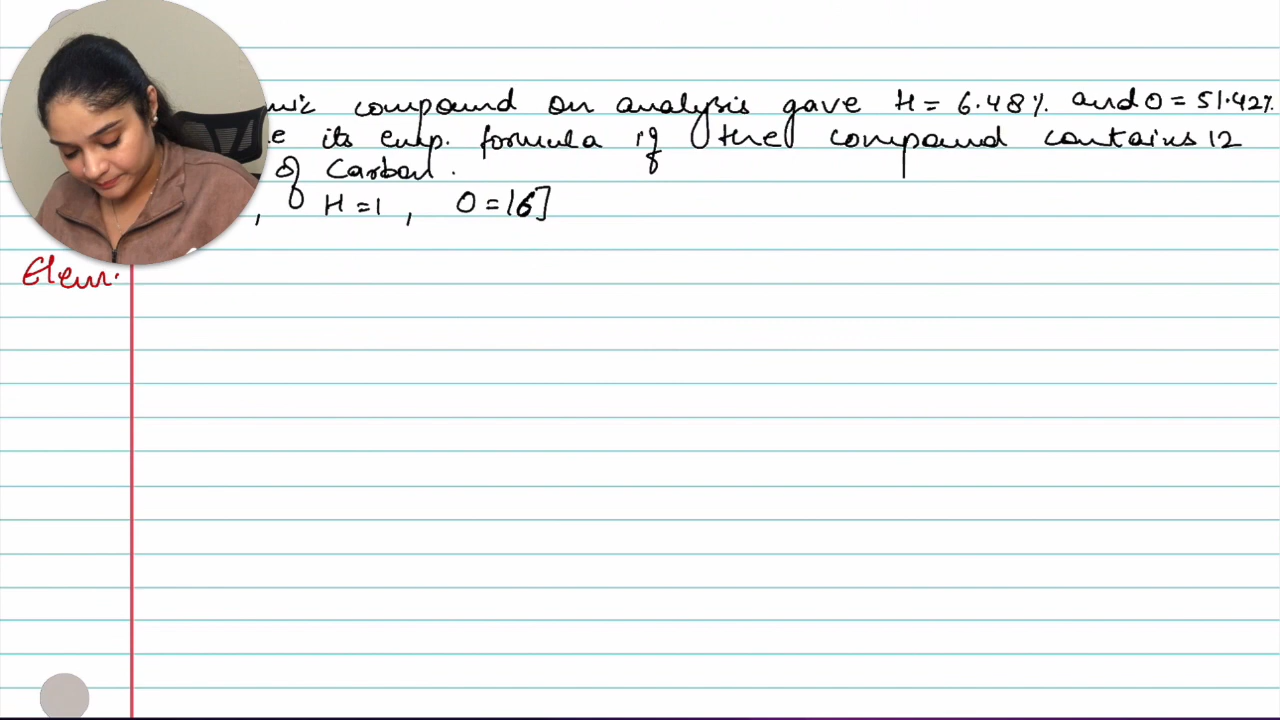 compound on analysis gave H = 6.48% and O = 51.42%
its emp. formula if the compound contains 12
of Carbon.
, H = 1, O = 16]
Elem.